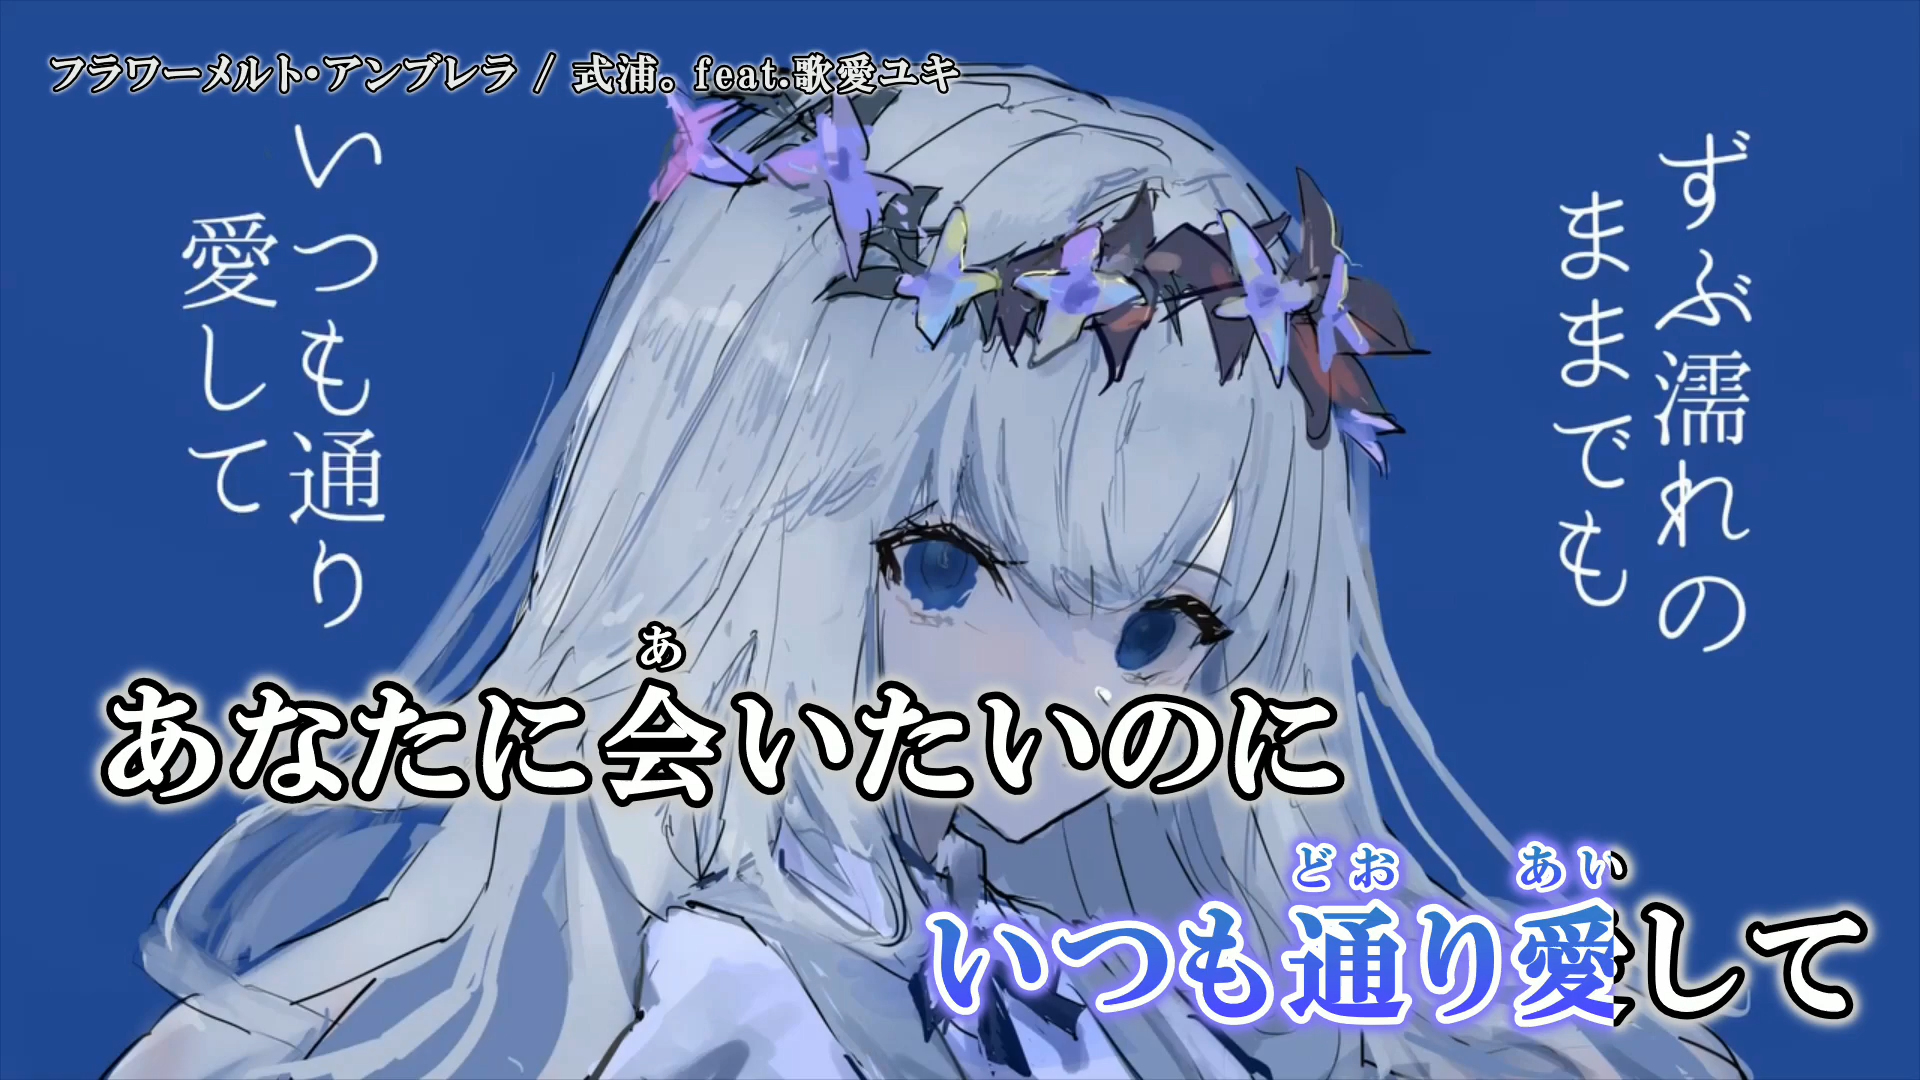 フラワーメルト・アンブレラ / 式浦。feat.歌愛ユキ
ずぶ濡れの
ままでも
いつも通り
愛して
あ
あなたに会いたいのに
どお あい
いつも通り愛して